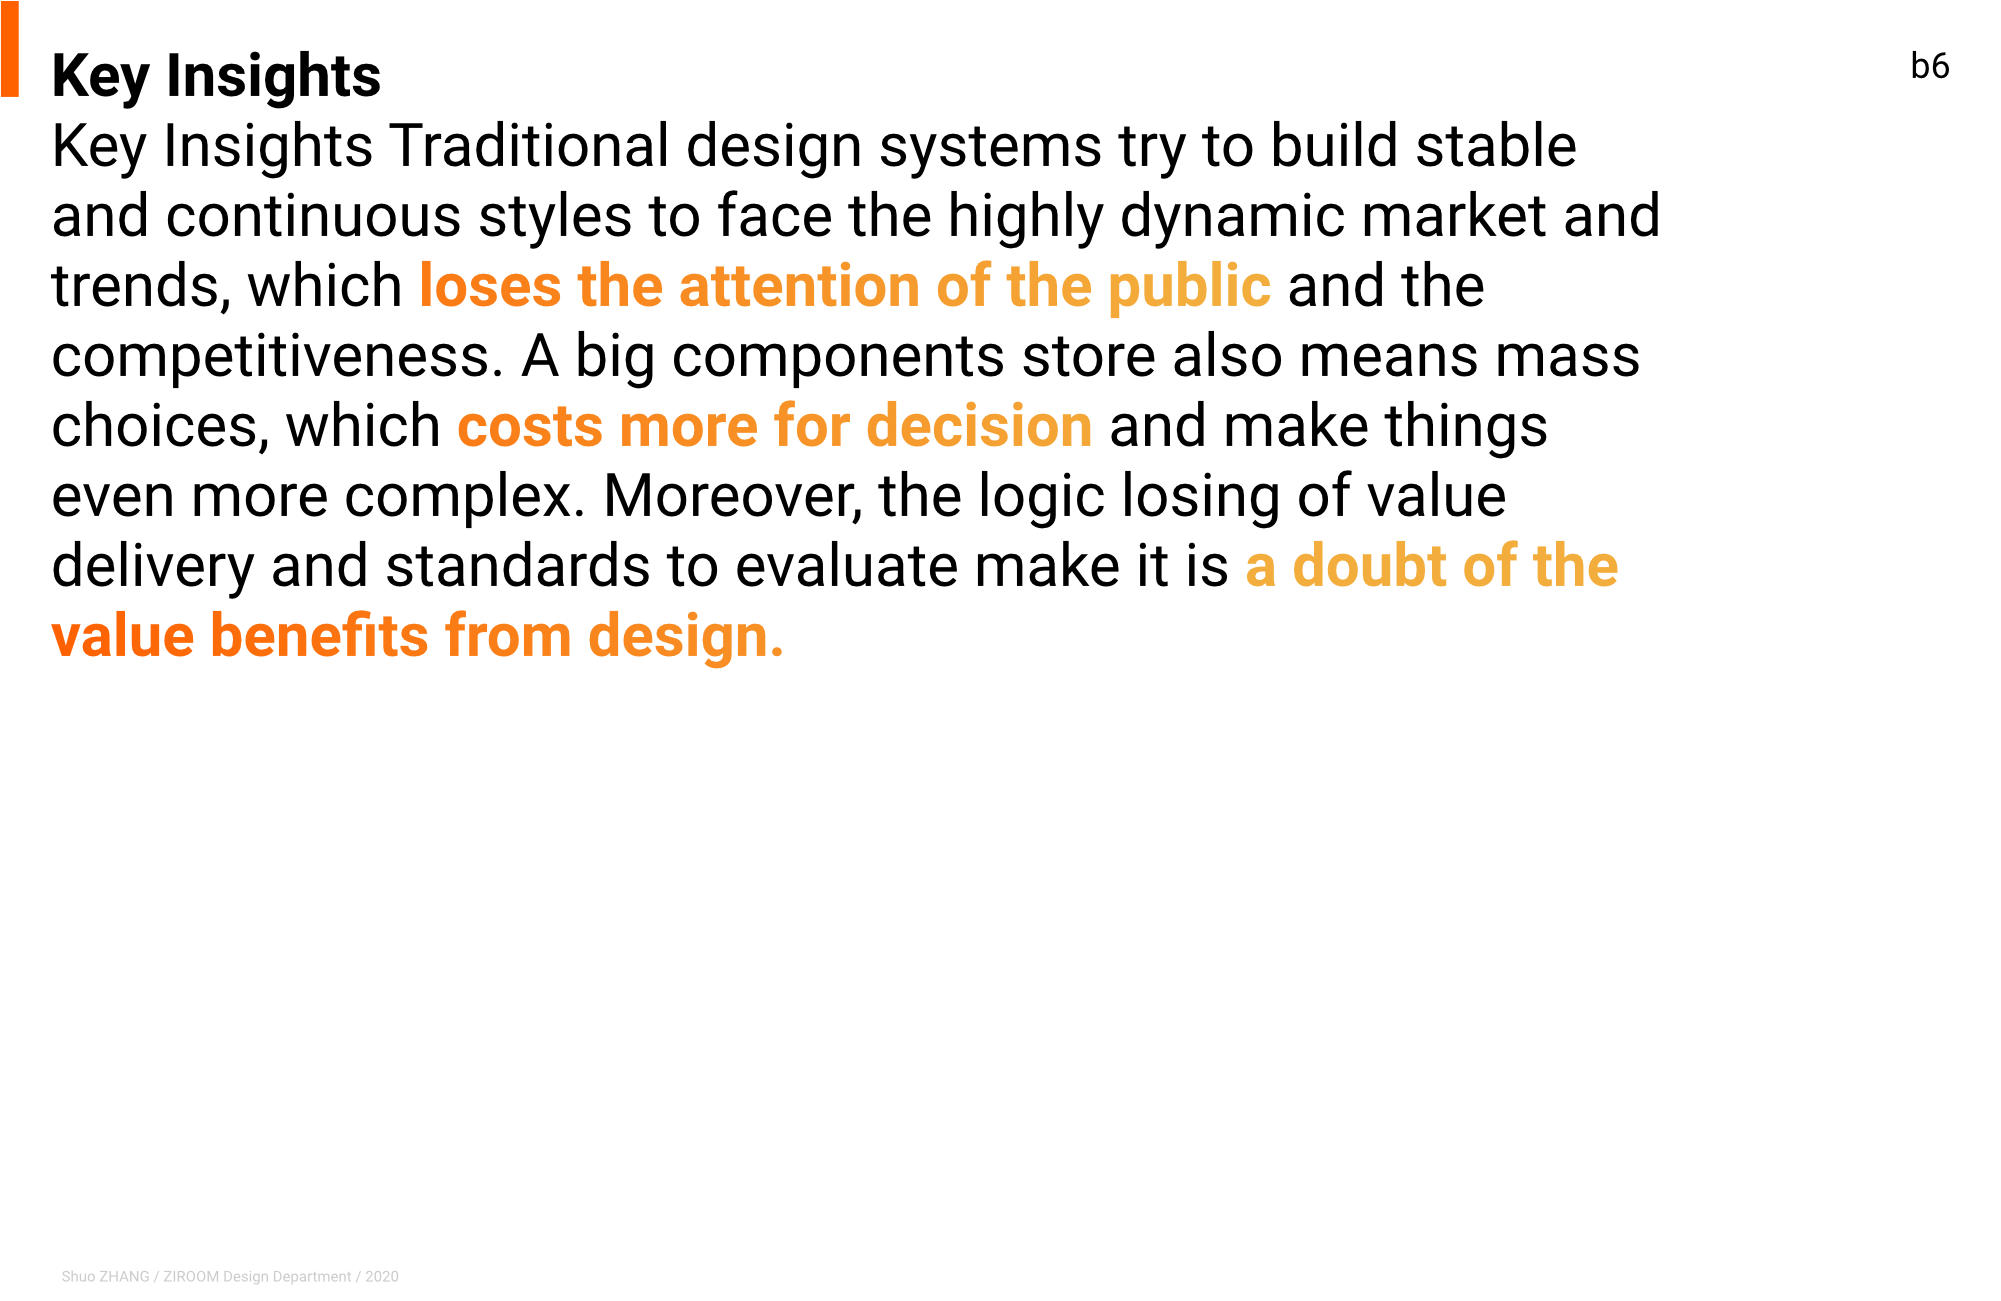 Key Insights
b6
Key Insights Traditional design systems try to build stable
and continuous styles to face the highly dynamic market and
trends, which loses the attention of the public and the
competitiveness. A big components store also means mass
choices, which costs more for decision and make things
even more complex. Moreover, the logic losing of value
delivery and standards to evaluate make it is a doubt of the
value benefits from design.
Shuo ZHANG / ZIROOM Design Department / 2020